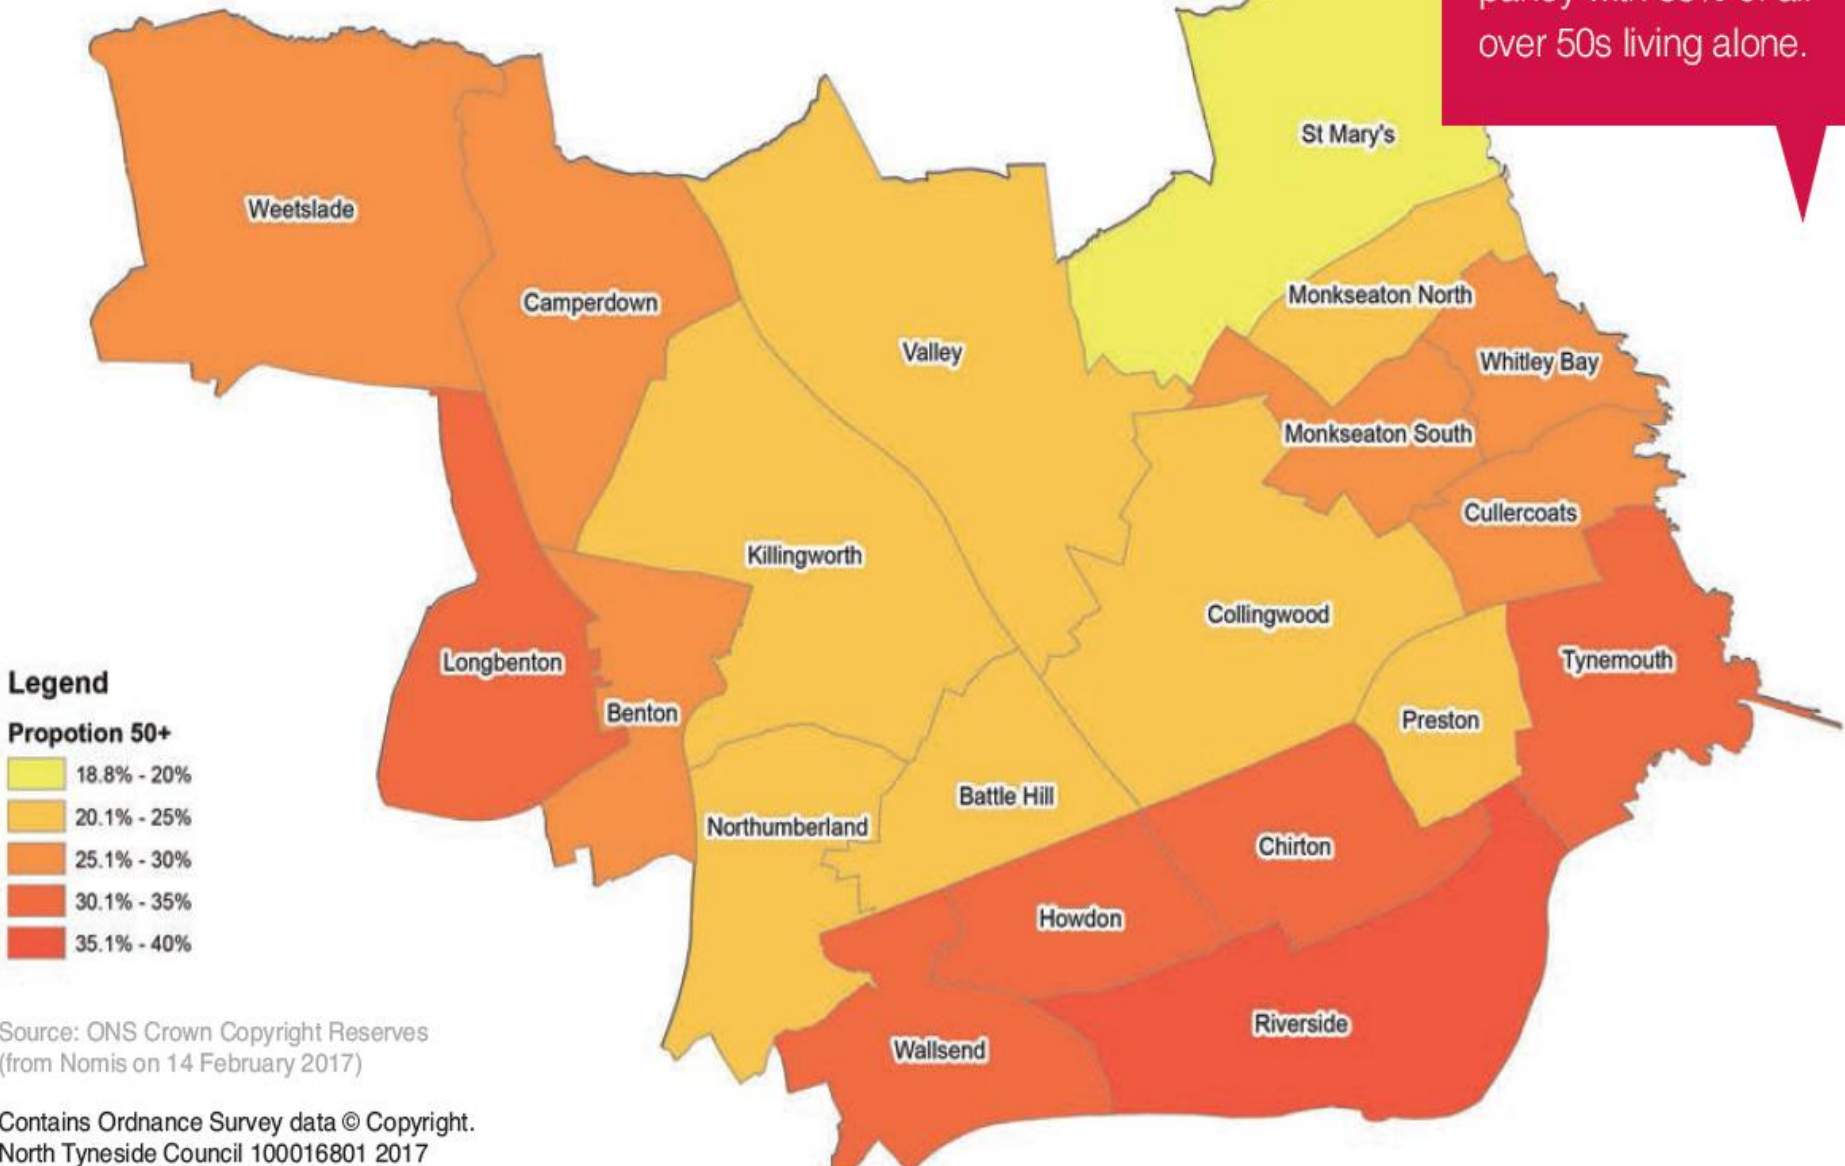 over 50s living alone.
St Mary's
Weetslade
Camperdown
Monkseaton North
Valley
Whitley Bay
Monkseaton South
Cullercoats
Killingworth
Collingwood
Longbenton
Tynemouth
Benton
Preston
Battle Hill
Northumberland
Chirton
Howdon
Riverside
Wallsend
Legend
Propotion 50+
18.8% - 20%
20.1% - 25%
25.1% - 30%
30.1% - 35%
35.1% - 40%
Source: ONS Crown Copyright Reserves
(from Nomis on 14 February 2017)
Contains Ordnance Survey data © Copyright.
North Tyneside Council 100016801 2017